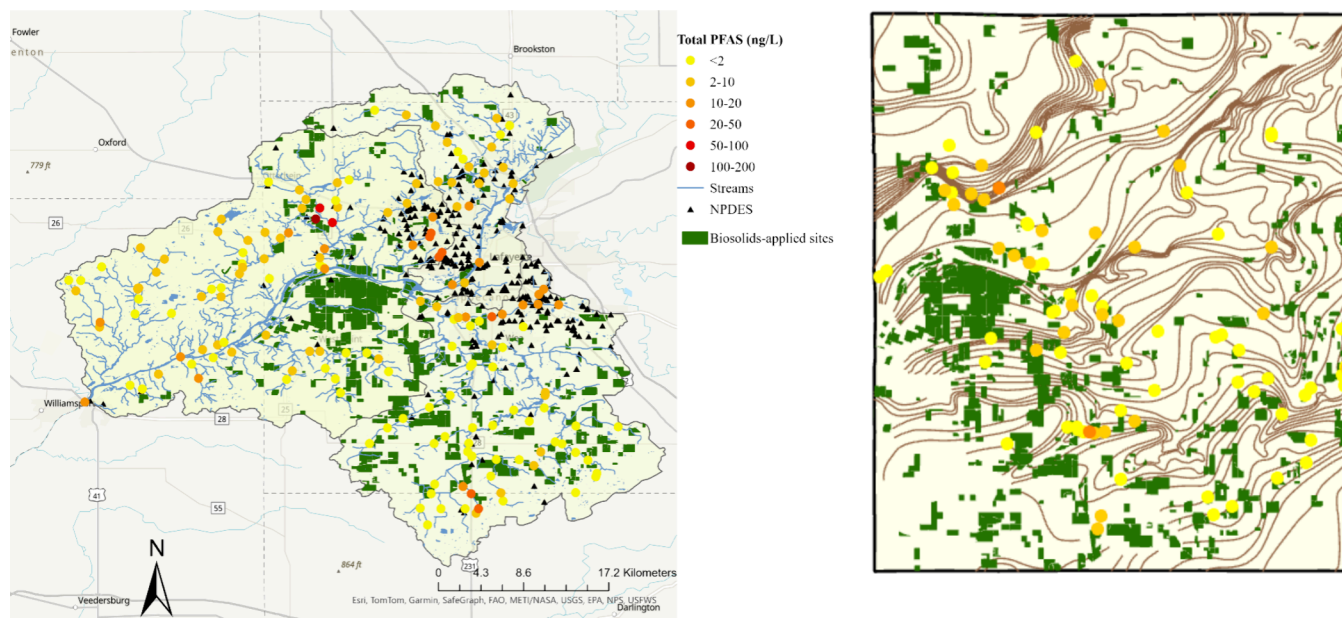 Fowler
enton
Brookston
43
Oxford
779 ft
26
26
Lafaye
Williamsp
28
25
41
55
N
231
864 ft
0 4.3 8.6 17.2 Kilometers
Esri, TomTom, Garmin, SafeGraph, FAO, METI/NASA, USGS, EPA, NPS, USFWS
Veedersburg
Darlington
Total PFAS (ng/L)
<2
2-10
10-20
20-50
50-100
100-200
Streams
NPDES
Biosolids-applied sites